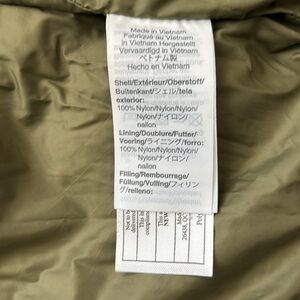 Made in Vietnam
Fabriqué au Vietnam
in Vietnam Hergestellt
Vervaardigd in Vietnam
ベトナム製
Hecho en Vietnam
Shell/Extérieur/Oberstoff/
Buitenkant/シェル/tela
exterior:
100% Nylon/Nylon/Nylon/
Nylon/ナイロン/
nailon
Lining/Doublure/Futter/
Voering/ライニング/forro:
100% Nylon/Nylon/Nylon/
Nylon/ナイロン/
nailon
Filling/Rembourrage/
Füllung/Vulling/フィリン
グ/relleno: